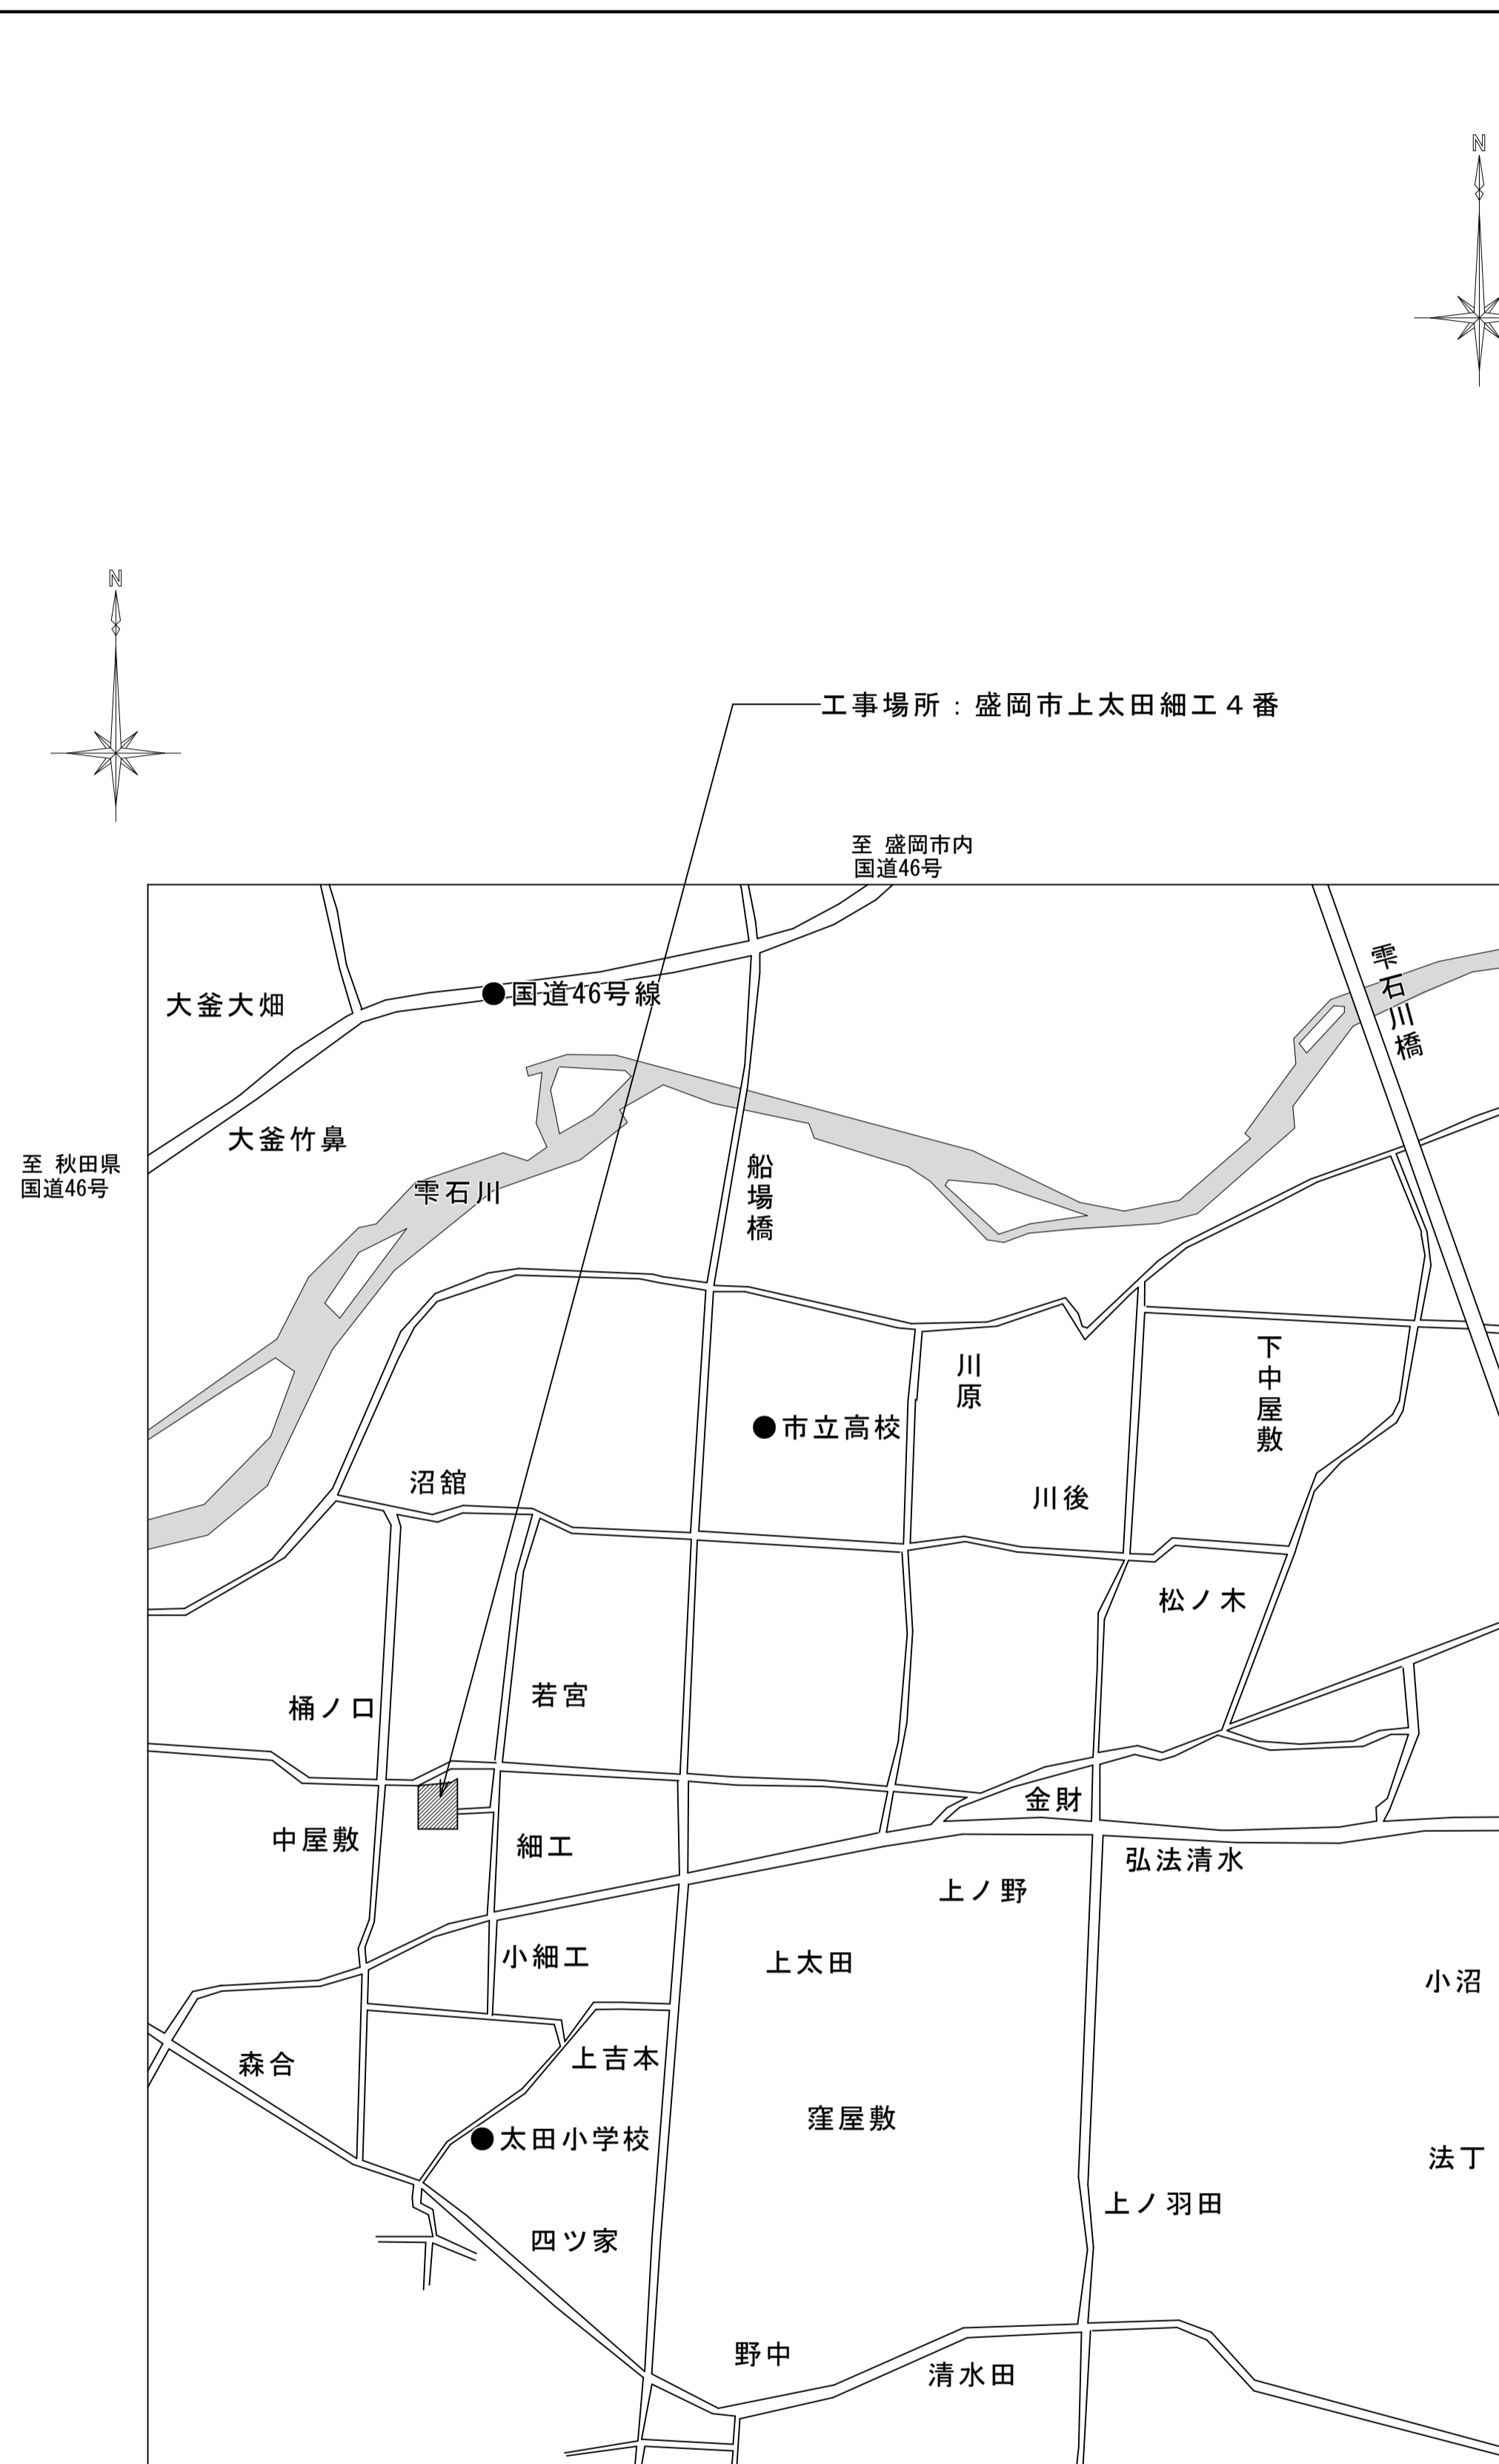 N
N
工事場所：盛岡市上太田細工４番
至 盛岡市内
国道46号
雫石川橋
大釜大畑
●国道46号線
大釜竹鼻
至 秋田県
国道46号
雫石川
船場橋
川原
下中屋敷
●市立高校
沼舘
川後
松ノ木
若宮
桶ノ口
金財
中屋敷
細工
弘法清水
上ノ野
小細工
上太田
小沼
森合
上吉本
窪屋敷
●太田小学校
法丁
上ノ羽田
四ツ家
野中
清水田